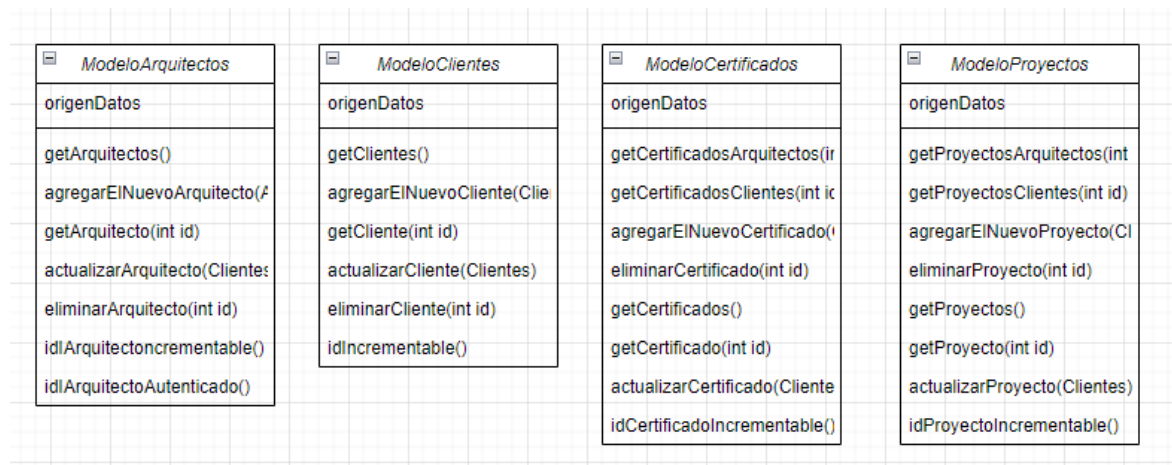 ModeloArquitectos
origenDatos
getArquitectos()
agregarElNuevoArquitecto(A
getArquitecto(int id)
actualizarArquitecto(Clientes
eliminarArquitecto(int id)
idIArquitectoncrementable()
idIArquitectoAutenticado()
ModeloClientes
origenDatos
getClientes()
agregarElNuevoCliente(Clie
getCliente(int id)
actualizarCliente(Clientes)
eliminarCliente(int id)
idIncrementable()
ModeloCertificados
origenDatos
getCertificadosArquitectos(in
getCertificadosClientes(int id
agregarElNuevoCertificado(
eliminarCertificado(int id)
getCertificados()
getCertificado(int id)
actualizarCertificado(Cliente
idCertificadoIncrementable()
ModeloProyectos
origenDatos
getProyectosArquitectos(int
getProyectosClientes(int id)
agregarElNuevoProyecto(Cl
eliminarProyecto(int id)
getProyectos()
getProyecto(int id)
actualizarProyecto(Clientes)
idProyectoIncrementable()